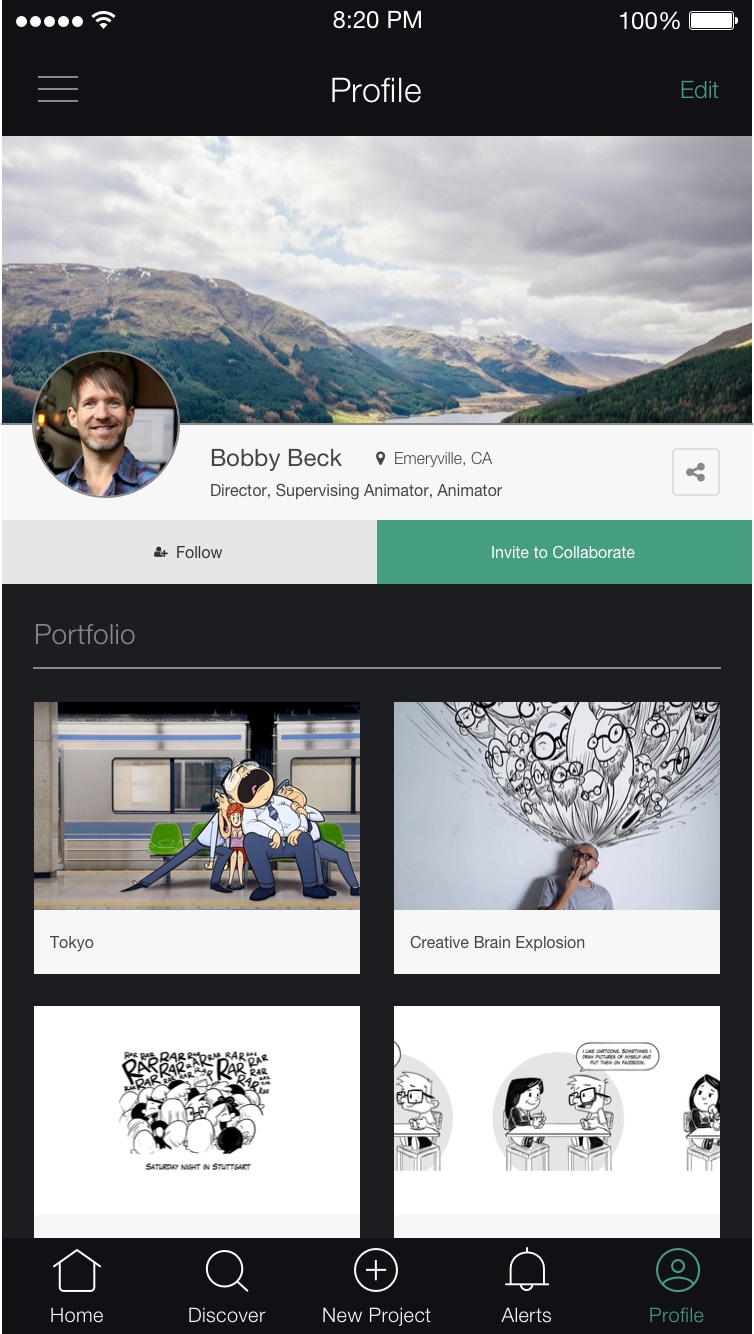 8:20 PM 100%
Profile Edit
Bobby Beck Emeryville, CA
Director, Supervising Animator, Animator
Follow Invite to Collaborate
Portfolio
Tokyo Creative Brain Explosion
RAR RAR RAR RAR RAR RAR RAR
RAR RAR RAR RAR
SATURDAY NIGHT IN STUTTGART
I LIKE CARTOONS. SOMETIMES I
DRAW PICTURES OF MYSELF AND
PUT THEM ON FACEBOOK.
Home Discover New Project Alerts Profile